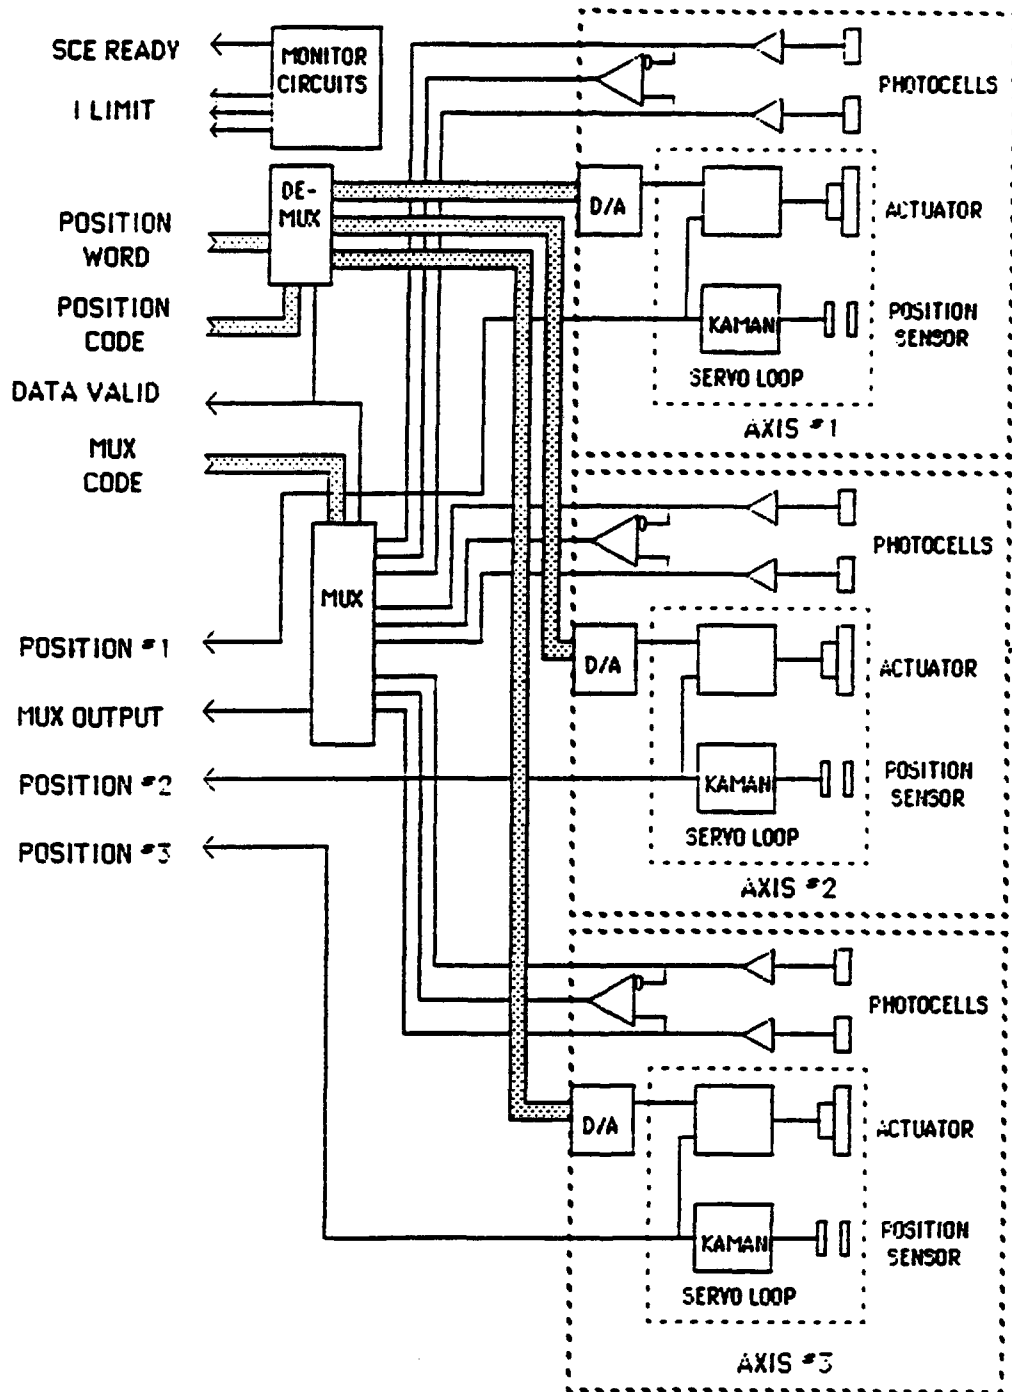 SCE READY
I LIMIT
MONITOR
CIRCUITS
PHOTOCELLS
DE-
MUX
D/A
ACTUATOR
POSITION
WORD
POSITION
CODE
KAMAN
POSITION
SENSOR
SERVO LOOP
DATA VALID
AXIS #1
MUX
CODE
PHOTOCELLS
MUX
POSITION #1
D/A
ACTUATOR
MUX OUTPUT
POSITION #2
KAMAN
POSITION
SENSOR
SERVO LOOP
POSITION #3
AXIS #2
PHOTOCELLS
D/A
ACTUATOR
KAMAN
POSITION
SENSOR
SERVO LOOP
AXIS #3